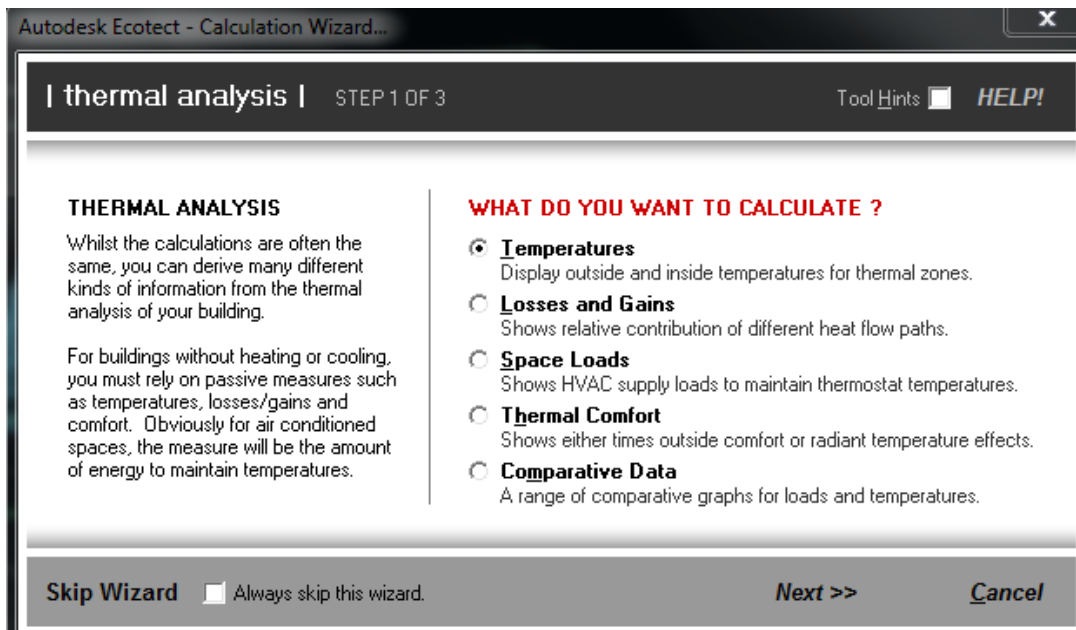 Autodesk Ecotect - Calculation Wizard...
X
| thermal analysis | STEP 1 OF 3
Tool Hints
HELP!
THERMAL ANALYSIS
Whilst the calculations are often the
same, you can derive many different
kinds of information from the thermal
analysis of your building.
For buildings without heating or cooling,
you must rely on passive measures such
as temperatures, losses/gains and
comfort. Obviously for air conditioned
spaces, the measure will be the amount
of energy to maintain temperatures.
WHAT DO YOU WANT TO CALCULATE ?
Temperatures
Display outside and inside temperatures for thermal zones.
Losses and Gains
Shows relative contribution of different heat flow paths.
Space Loads
Shows HVAC supply loads to maintain thermostat temperatures.
Thermal Comfort
Shows either times outside comfort or radiant temperature effects.
Comparative Data
A range of comparative graphs for loads and temperatures.
Skip Wizard
Always skip this wizard.
Next >>
Cancel